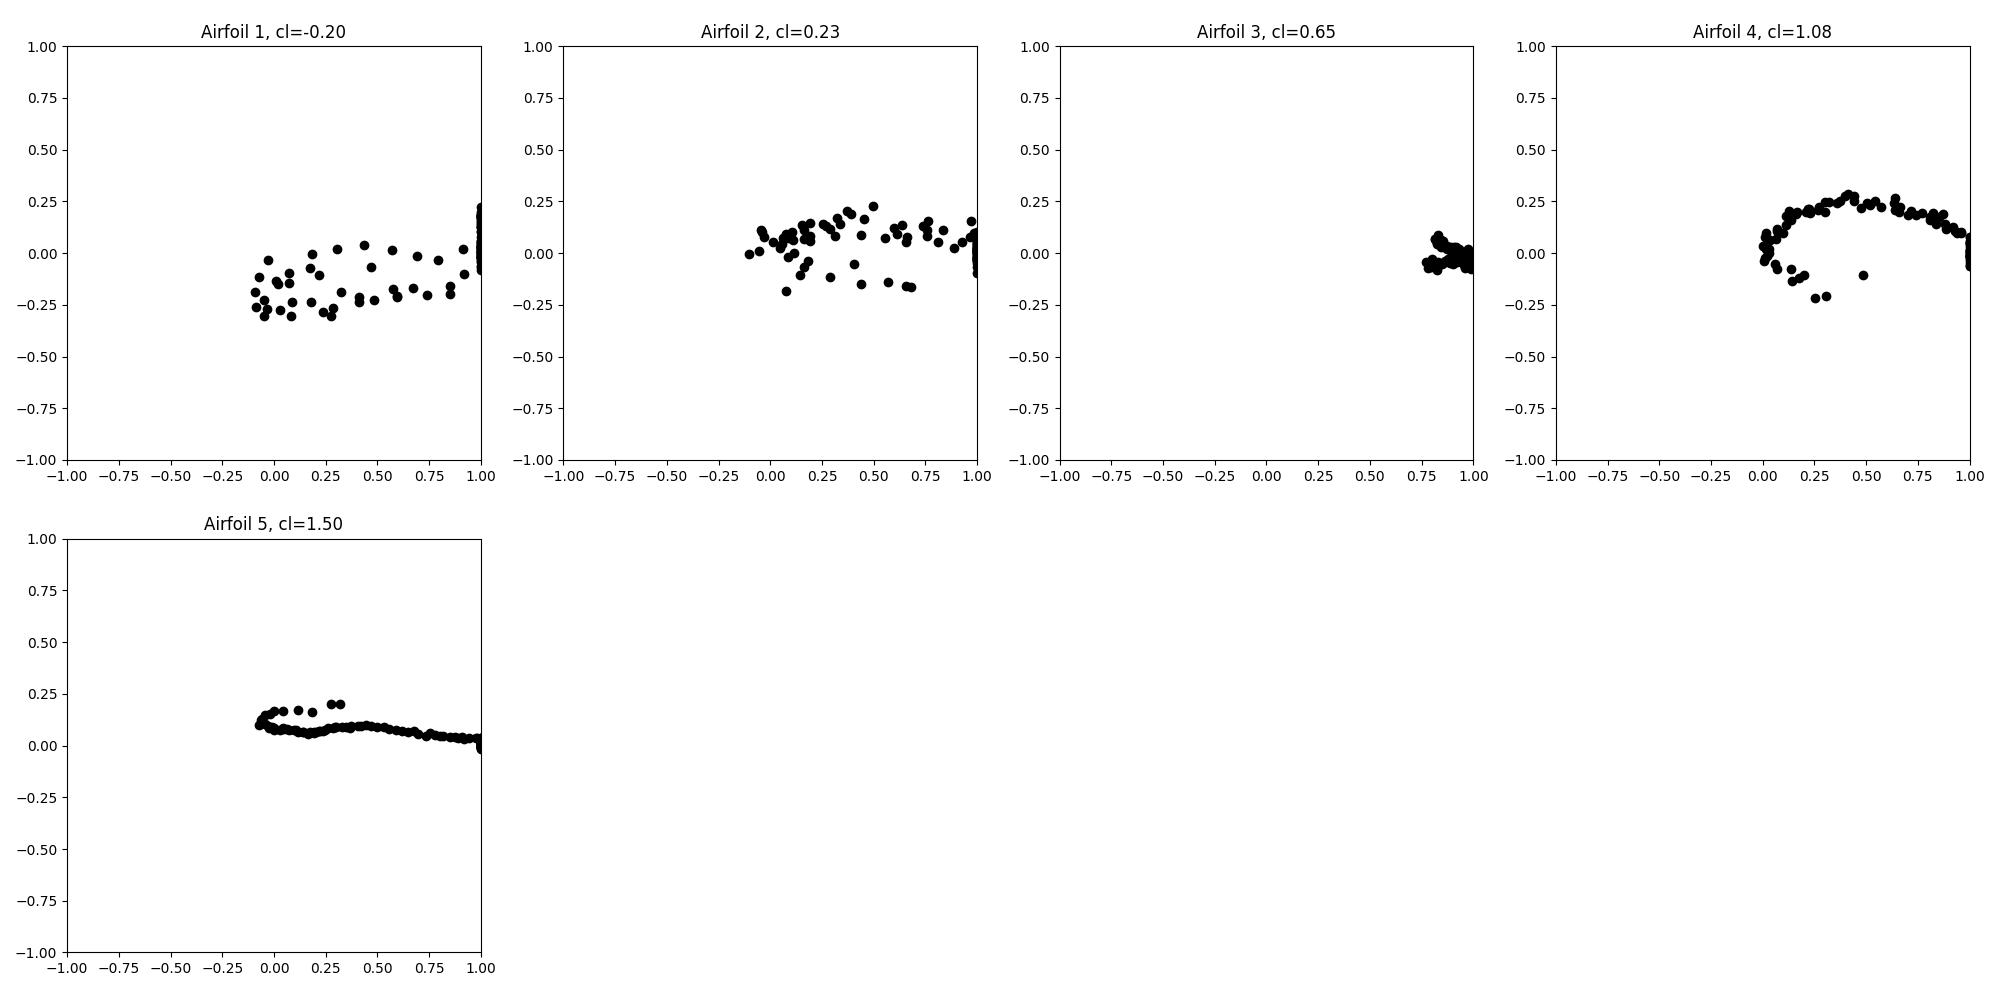 Airfoil 1, cl=-0.20
Airfoil 2, cl=0.23
Airfoil 3, cl=0.65
Airfoil 4, cl=1.08
1.00 1.00 1.00 1.00
0.75 0.75 0.75 0.75
0.50 0.50 0.50 0.50
0.25 0.25 0.25 0.25
0.00 0.00 0.00 0.00
−0.25 −0.25 −0.25 −0.25
−0.50 −0.50 −0.50 −0.50
−0.75 −0.75 −0.75 −0.75
−1.00 −1.00 −1.00 −1.00
−1.00 −0.75 −0.50 −0.25 0.00 0.25 0.50 0.75 1.00
−1.00 −0.75 −0.50 −0.25 0.00 0.25 0.50 0.75 1.00
−1.00 −0.75 −0.50 −0.25 0.00 0.25 0.50 0.75 1.00
−1.00 −0.75 −0.50 −0.25 0.00 0.25 0.50 0.75 1.00
Airfoil 5, cl=1.50
1.00
0.75
0.50
0.25
0.00
−0.25
−0.50
−0.75
−1.00
−1.00 −0.75 −0.50 −0.25 0.00 0.25 0.50 0.75 1.00